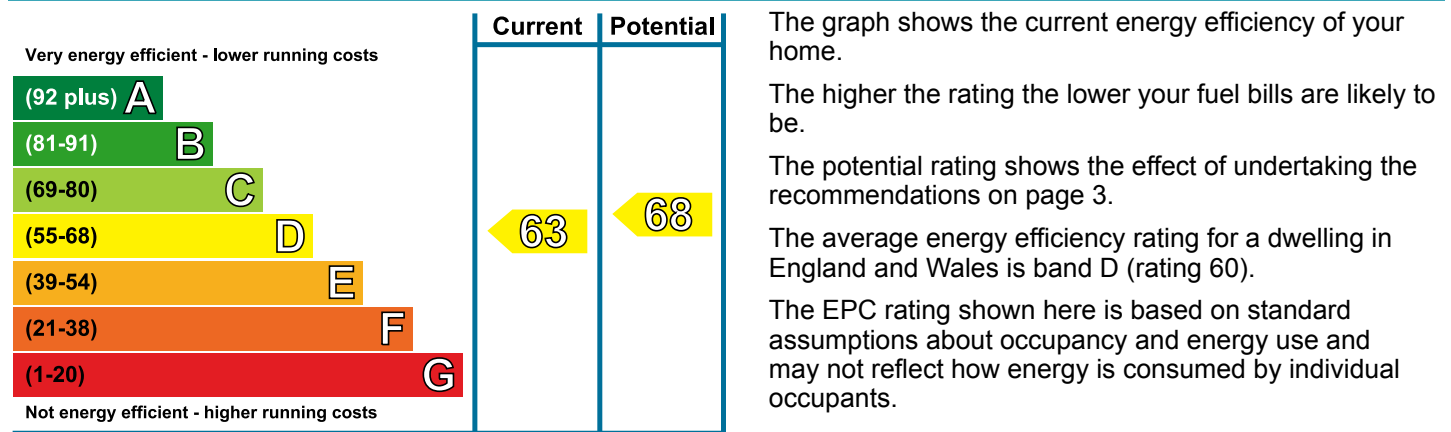 Current Potential
Very energy efficient - lower running costs
(92 plus) A
(81-91) B
(69-80) C
(55-68) D
(39-54) E
(21-38) F
(1-20) G
Not energy efficient - higher running costs
63
68
The graph shows the current energy efficiency of your
home.
The higher the rating the lower your fuel bills are likely to
be.
The potential rating shows the effect of undertaking the
recommendations on page 3.
The average energy efficiency rating for a dwelling in
England and Wales is band D (rating 60).
The EPC rating shown here is based on standard
assumptions about occupancy and energy use and
may not reflect how energy is consumed by individual
occupants.